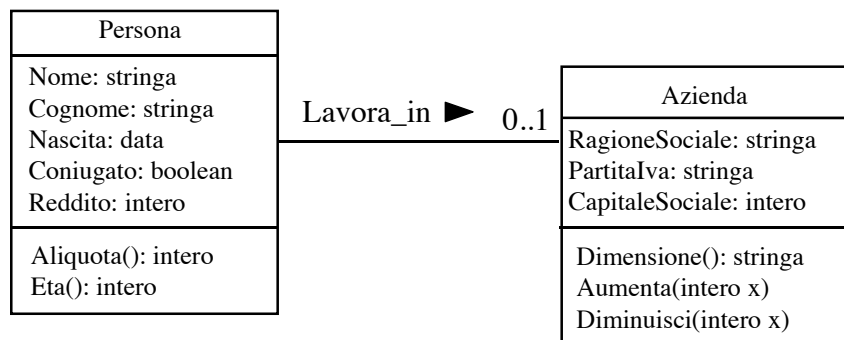 Persona
Nome: stringa
Cognome: stringa
Nascita: data
Coniugato: boolean
Reddito: intero
Aliquota(): intero
Eta(): intero
Lavora_in
0..1
Azienda
RagioneSociale: stringa
PartitaIva: stringa
CapitaleSociale: intero
Dimensione(): stringa
Aumenta(intero x)
Diminuisci(intero x)